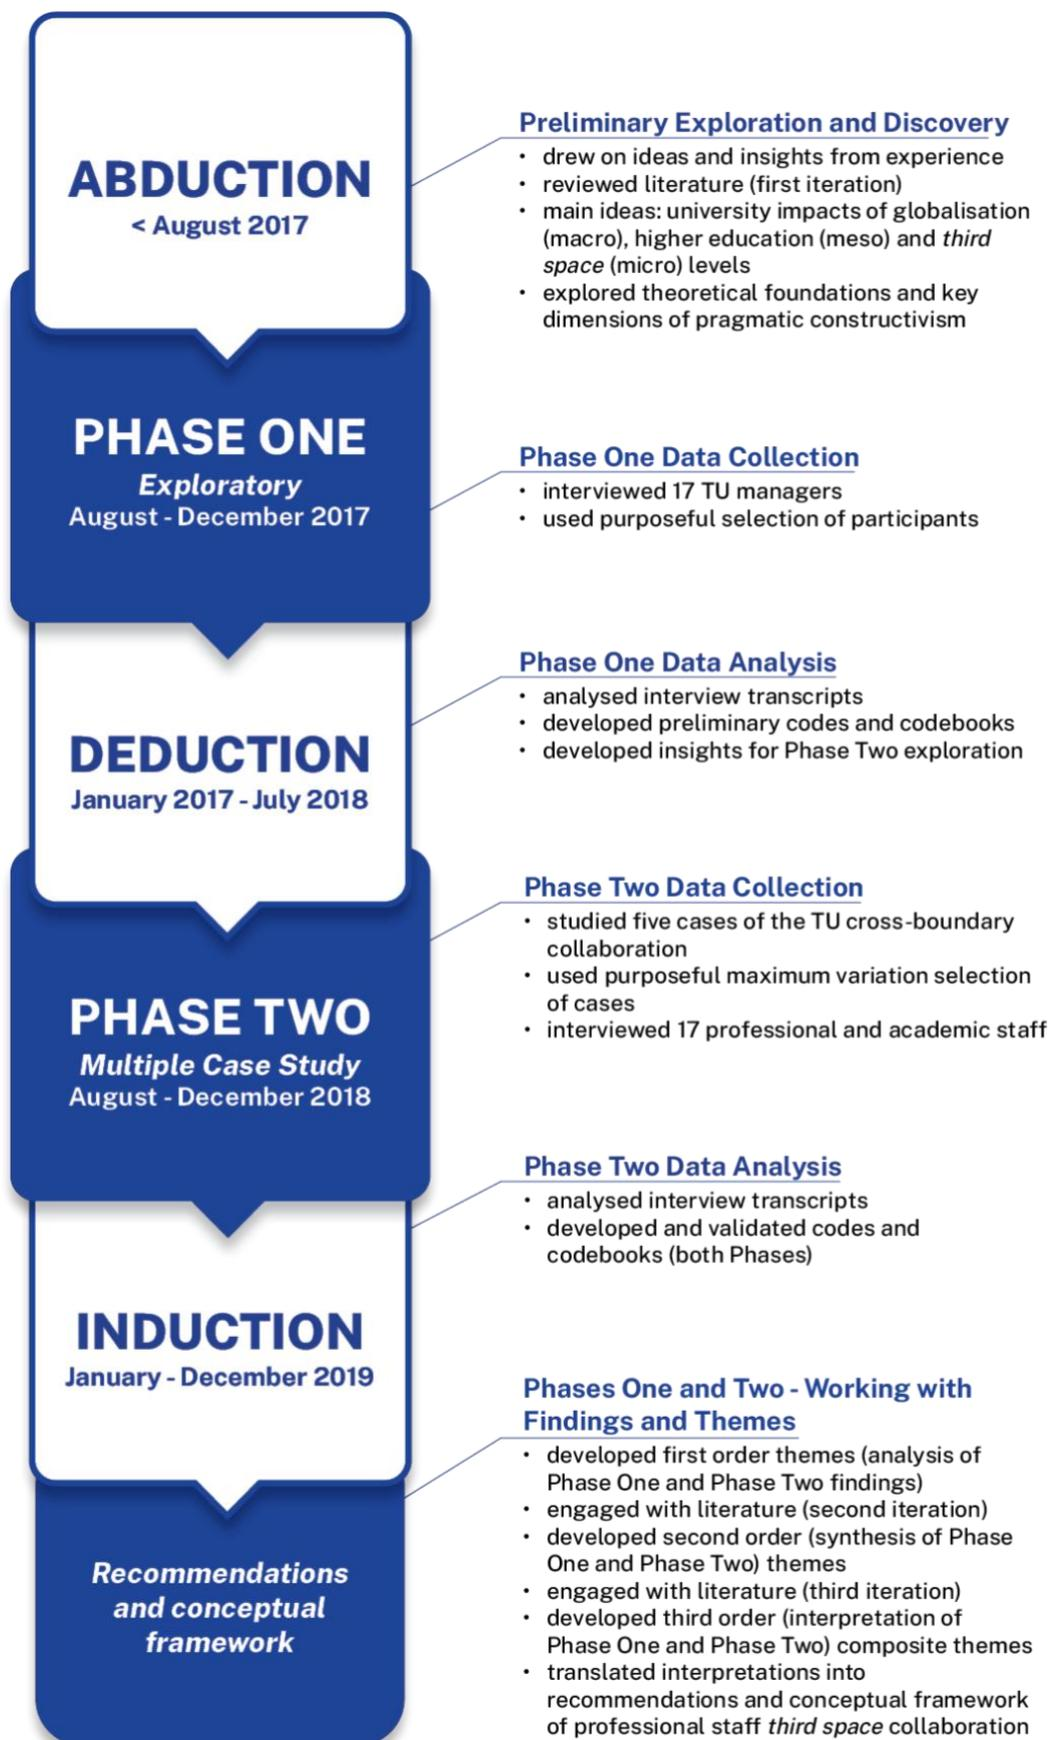 ABDUCTION
< August 2017
Preliminary Exploration and Discovery
• drew on ideas and insights from experience
• reviewed literature (first iteration)
• main ideas: university impacts of globalisation
(macro), higher education (meso) and third
space (micro) levels
• explored theoretical foundations and key
dimensions of pragmatic constructivism
PHASE ONE
Exploratory
August - December 2017
Phase One Data Collection
• interviewed 17 TU managers
• used purposeful selection of participants
DEDUCTION
January 2017 - July 2018
Phase One Data Analysis
• analysed interview transcripts
• developed preliminary codes and codebooks
• developed insights for Phase Two exploration
PHASE TWO
Multiple Case Study
August - December 2018
Phase Two Data Collection
• studied five cases of the TU cross-boundary
collaboration
• used purposeful maximum variation selection
of cases
• interviewed 17 professional and academic staff
Phase Two Data Analysis
• analysed interview transcripts
• developed and validated codes and
codebooks (both Phases)
INDUCTION
January - December 2019
Phases One and Two - Working with
Findings and Themes
• developed first order themes (analysis of
Phase One and Phase Two findings)
• engaged with literature (second iteration)
• developed second order (synthesis of Phase
One and Phase Two) themes
• engaged with literature (third iteration)
• developed third order (interpretation of
Phase One and Phase Two) composite themes
• translated interpretations into
recommendations and conceptual framework
of professional staff third space collaboration
Recommendations
and conceptual
framework